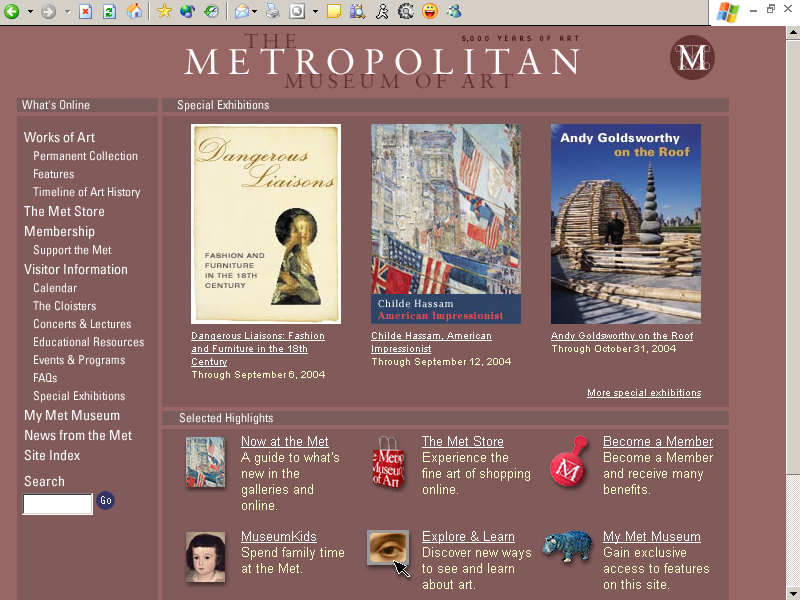 5,000 YEARS OF ART
THE
METROPOLITAN
MUSEUM OF ART
M
What's Online
Special Exhibitions
Works of Art
Permanent Collection
Features
Timeline of Art History
The Met Store
Membership
Support the Met
Visitor Information
Calendar
The Cloisters
Concerts & Lectures
Educational Resources
Events & Programs
FAQs
Special Exhibitions
My Met Museum
News from the Met
Site Index
Search
Go
Dangerous
Liaisons
FASHION AND
FURNITURE
IN THE 18TH
CENTURY
Dangerous Liaisons: Fashion
and Furniture in the 18th
Century
Through September 6, 2004
Childe Hassam
American Impressionist
Childe Hassam, American
Impressionist
Through September 12, 2004
Andy Goldsworthy
on the Roof
Andy Goldsworthy on the Roof
Through October 31, 2004
More special exhibitions
Selected Highlights
Now at the Met
A guide to what's
new in the
galleries and
online.
The Met Store
Experience the
fine art of shopping
online.
Met
Museum
of Art
M
Become a Member
Become a Member
and receive many
benefits.
MuseumKids
Spend family time
at the Met.
Explore & Learn
Discover new ways
to see and learn
about art.
My Met Museum
Gain exclusive
access to features
on this site.